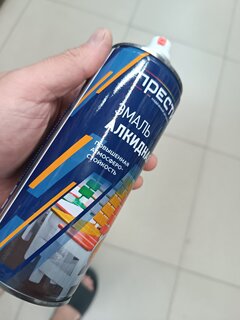 ПРЕСТ
ЭМАЛЬ
АЛКИДН
ПОВЫШЕННАЯ
АТМОСФЕРО-
СТОЙКОСТЬ